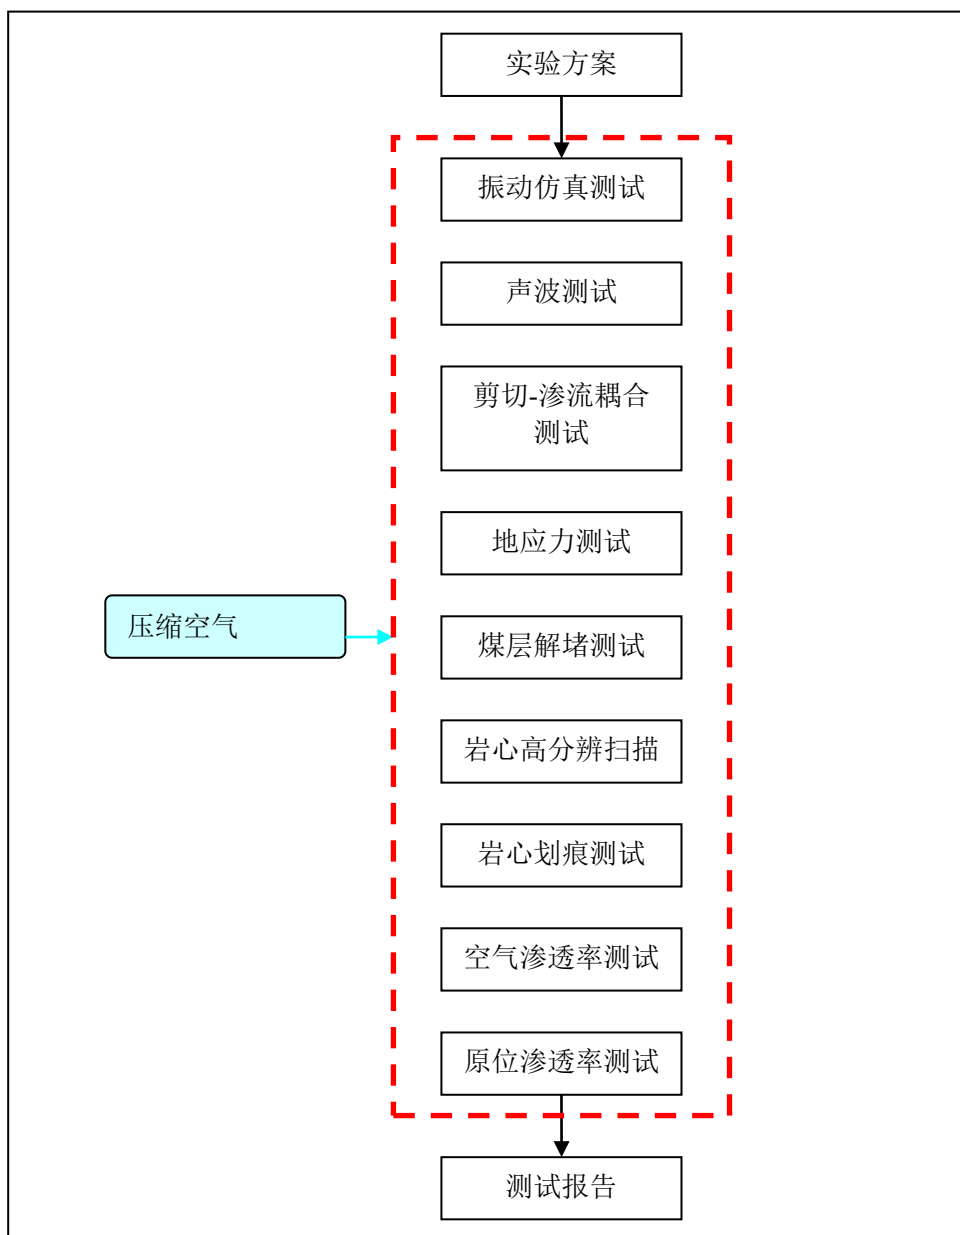 实验方案
振动仿真测试
声波测试
剪切-渗流耦合
测试
地应力测试
压缩空气
煤层解堵测试
岩心高分辨扫描
岩心划痕测试
空气渗透率测试
原位渗透率测试
测试报告